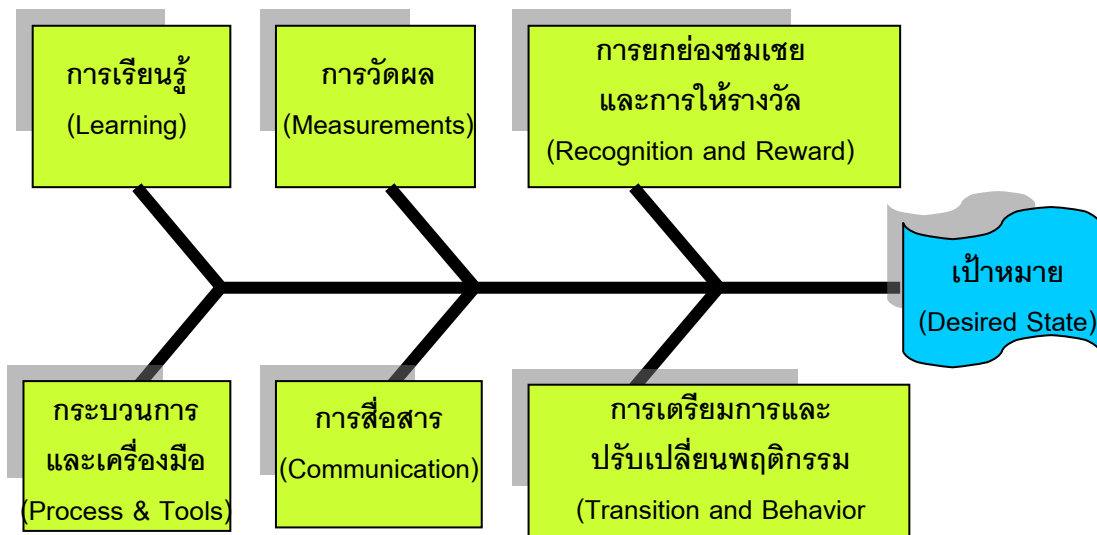 การเรียนรู้
(Learning)
การวัดผล
(Measurements)
การยกย่องชมเชย
และการให้รางวัล
(Recognition and Reward)
เป้าหมาย
(Desired State)
กระบวนการ
และเครื่องมือ
(Process & Tools)
การสื่อสาร
(Communication)
การเตรียมการและ
ปรับเปลี่ยนพฤติกรรม
(Transition and Behavior